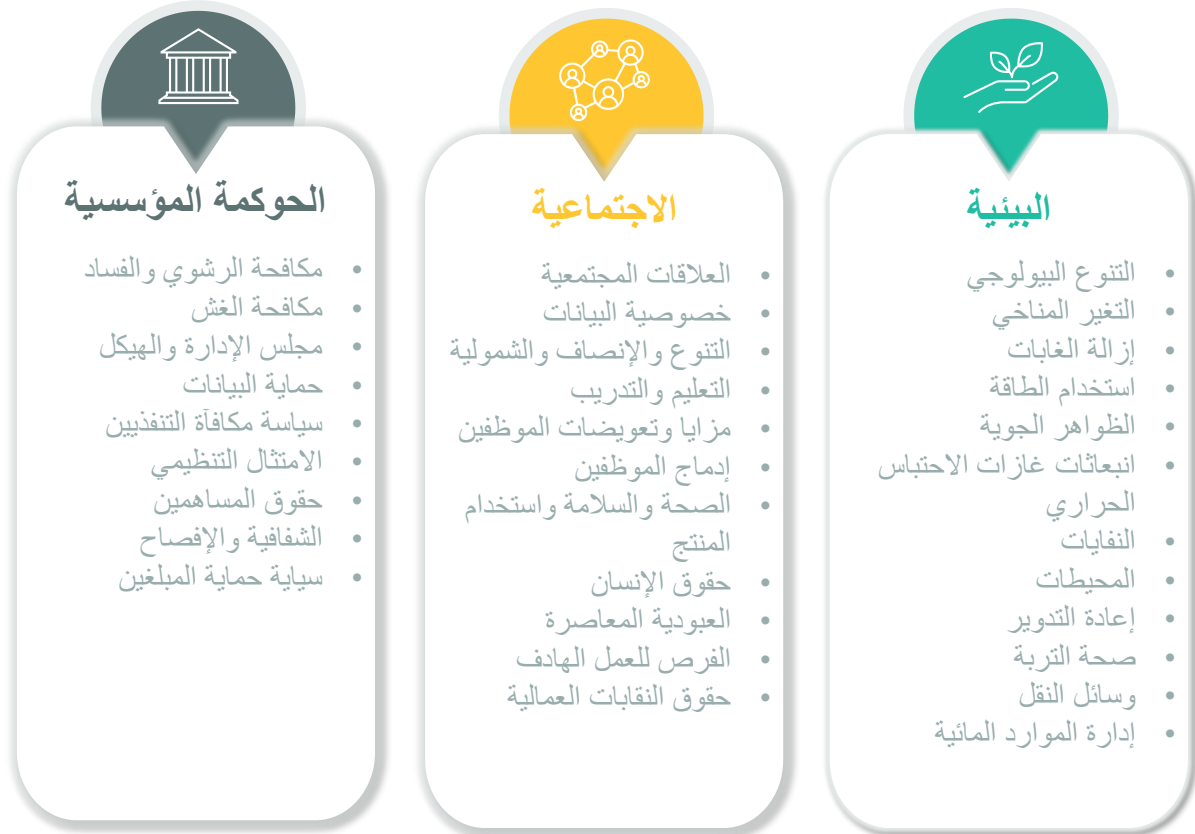 البيئية
• التنوع البيولوجي
• التغير المناخي
• إزالة الغابات
• استخدام الطاقة
• الظواهر الجوية
• انبعاثات غازات الاحتباس
الحراري
• النفايات
• المحيطات
• إعادة التدوير
• صحة التربة
• وسائل النقل
• إدارة الموارد المائية
الاجتماعية
• العلاقات المجتمعية
• خصوصية البيانات
• التنوع والإنصاف والشمولية
• التعليم والتدريب
• مزايا وتعويضات الموظفين
• إدماج الموظفين
• الصحة والسلامة واستخدام
المنتج
• حقوق الإنسان
• العبودية المعاصرة
• الفرص للعمل الهادف
• حقوق النقابات العمالية
الحوكمة المؤسسية
• مكافحة الرشوي والفساد
• مكافحة الغش
• مجلس الإدارة والهيكل
• حماية البيانات
• سياسة مكافآة التنفذيين
• الامتثال التنظيمي
• حقوق المساهمين
• الشفافية والإفصاح
• سياية حماية المبلغين